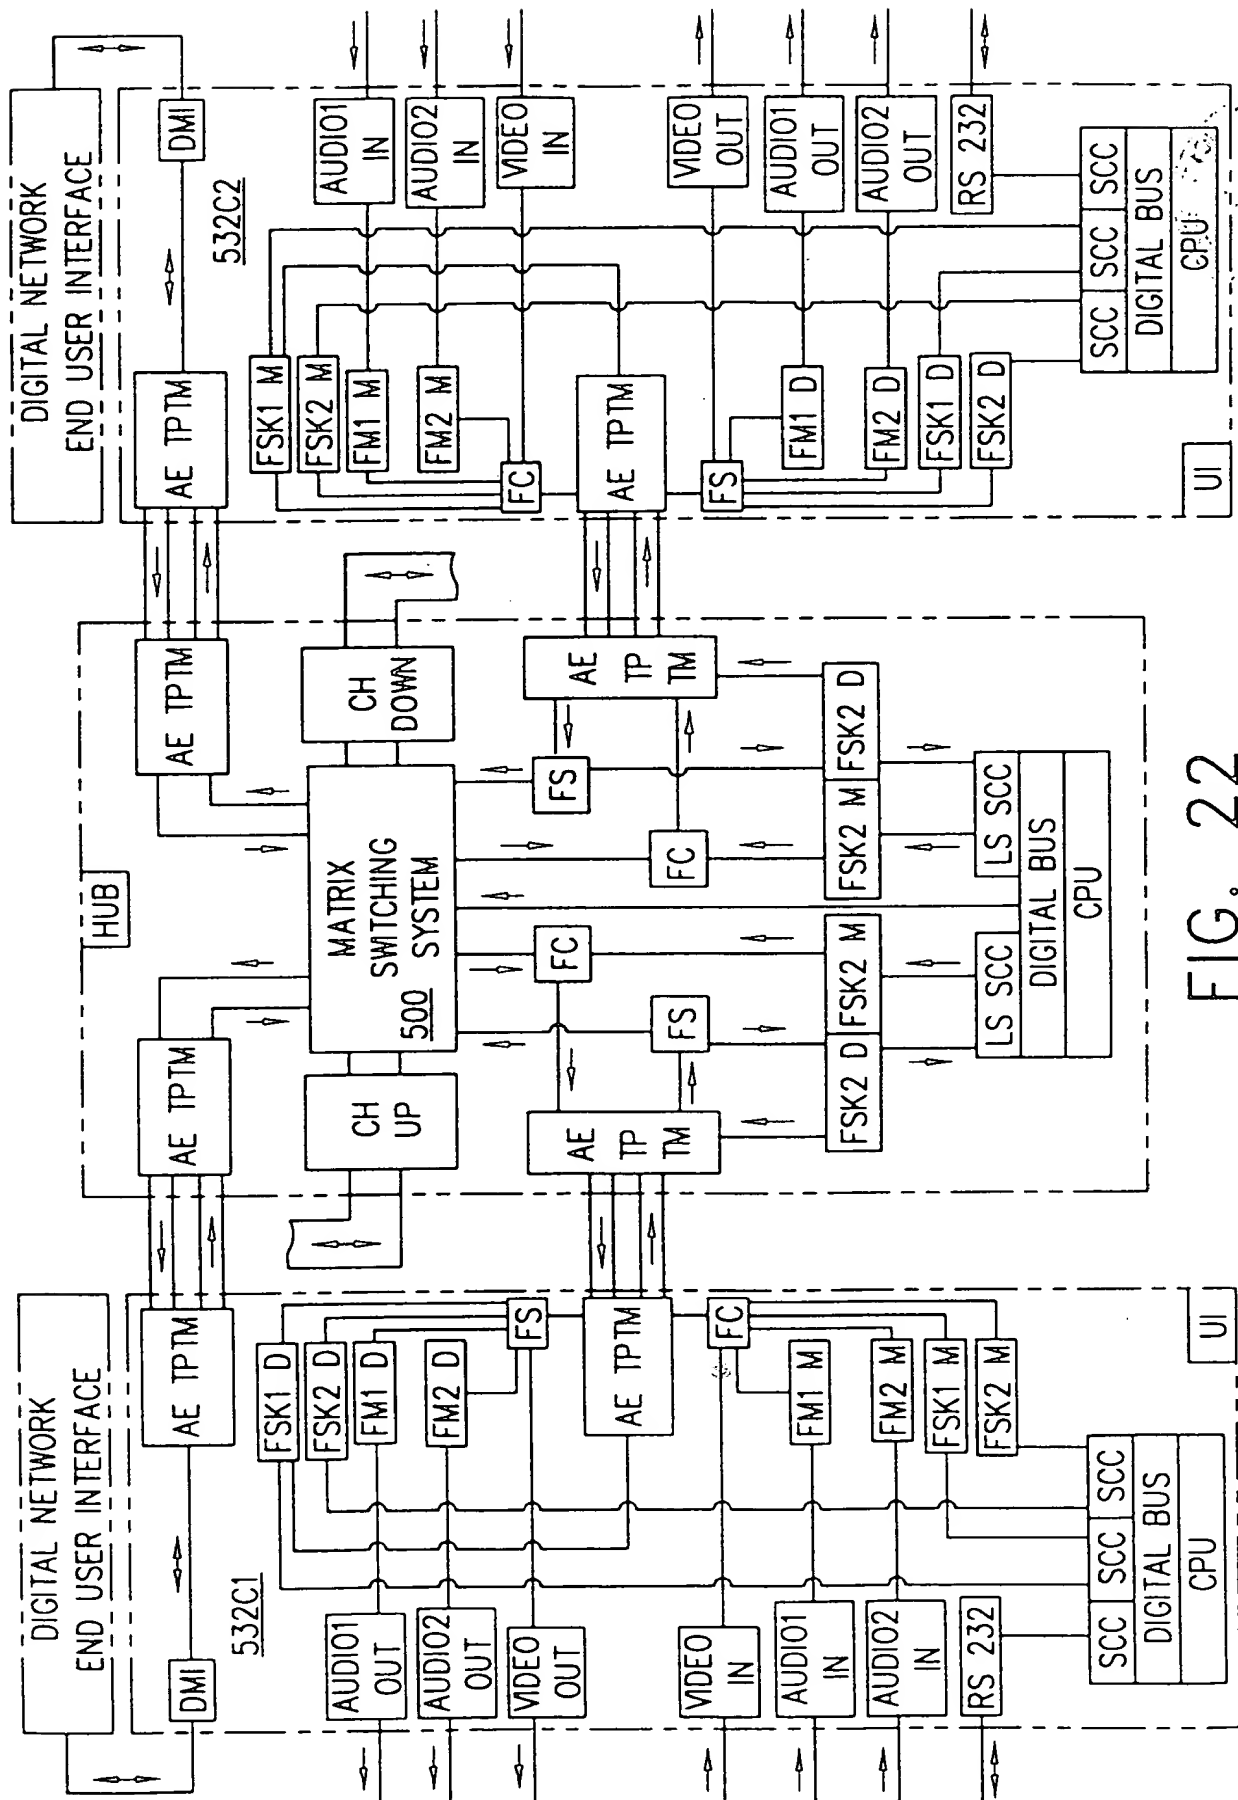 DIGITAL NETWORK
END USER INTERFACE
DMI
532C1
AE TPTM
FSK1 D
FSK2 D
FM1 D
FM2 D
FS
AUDIO1
OUT
AUDIO2
OUT
VIDEO
OUT
AE TPTM
VIDEO
IN
AUDIO1
IN
AUDIO2
IN
RS 232
FC
FM1 M
FM2 M
FSK1 M
FSK2 M
SCC
SCC
SCC
DIGITAL BUS
CPU
UI
HUB
AE TPTM
AE TPTM
CH
UP
MATRIX
SWITCHING
SYSTEM
500
CH
DOWN
AE
TP
TM
FC
FS
FS
FC
AE
TP
TM
FSK2 D
FSK2 M
FSK2 M
FSK2 D
LS SCC
LS SCC
DIGITAL BUS
CPU
DIGITAL NETWORK
END USER INTERFACE
DMI
532C2
AE TPTM
FSK1 M
FSK2 M
FM1 M
FM2 M
FC
AUDIO1
IN
AUDIO2
IN
VIDEO
IN
AE TPTM
FS
VIDEO
OUT
AUDIO1
OUT
AUDIO2
OUT
RS 232
FM1 D
FM2 D
FSK1 D
FSK2 D
SCC
SCC
SCC
DIGITAL BUS
CPU
UI
FIG. 22